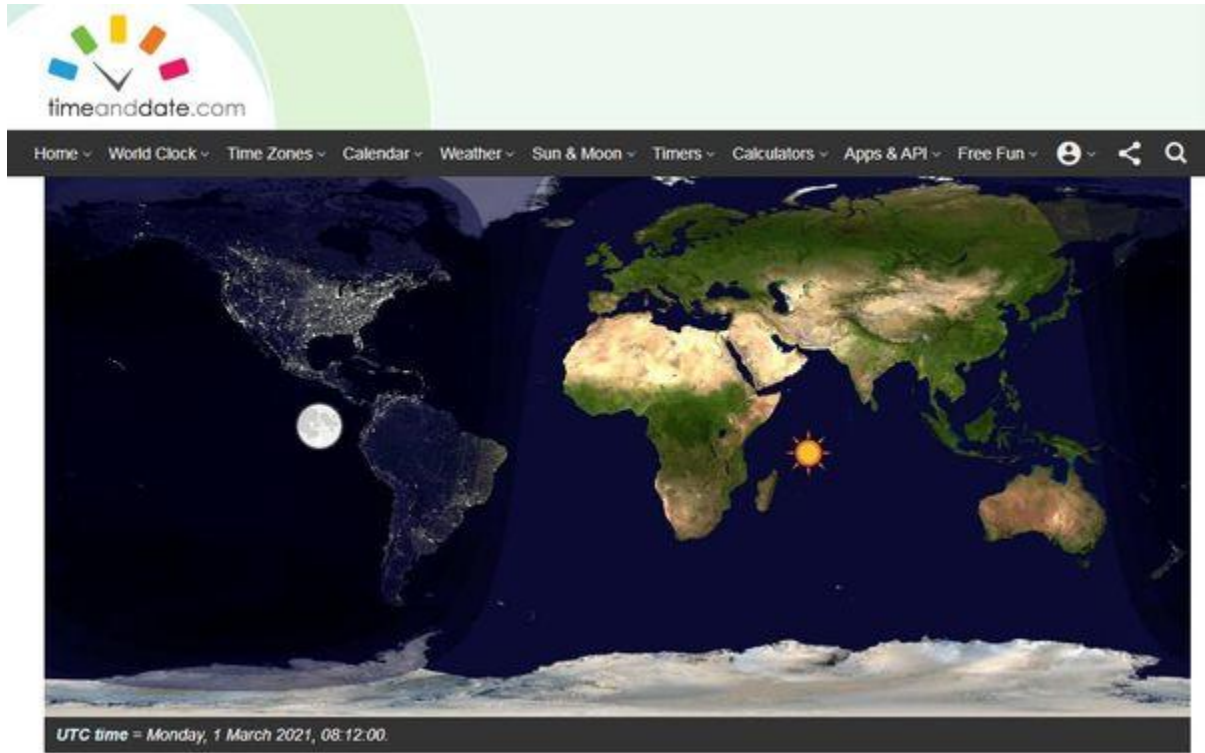 timeanddate.com
Home World Clock Time Zones Calendar Weather Sun & Moon Timers Calculators Apps & API Free Fun
UTC time = Monday, 1 March 2021, 08:12:00.